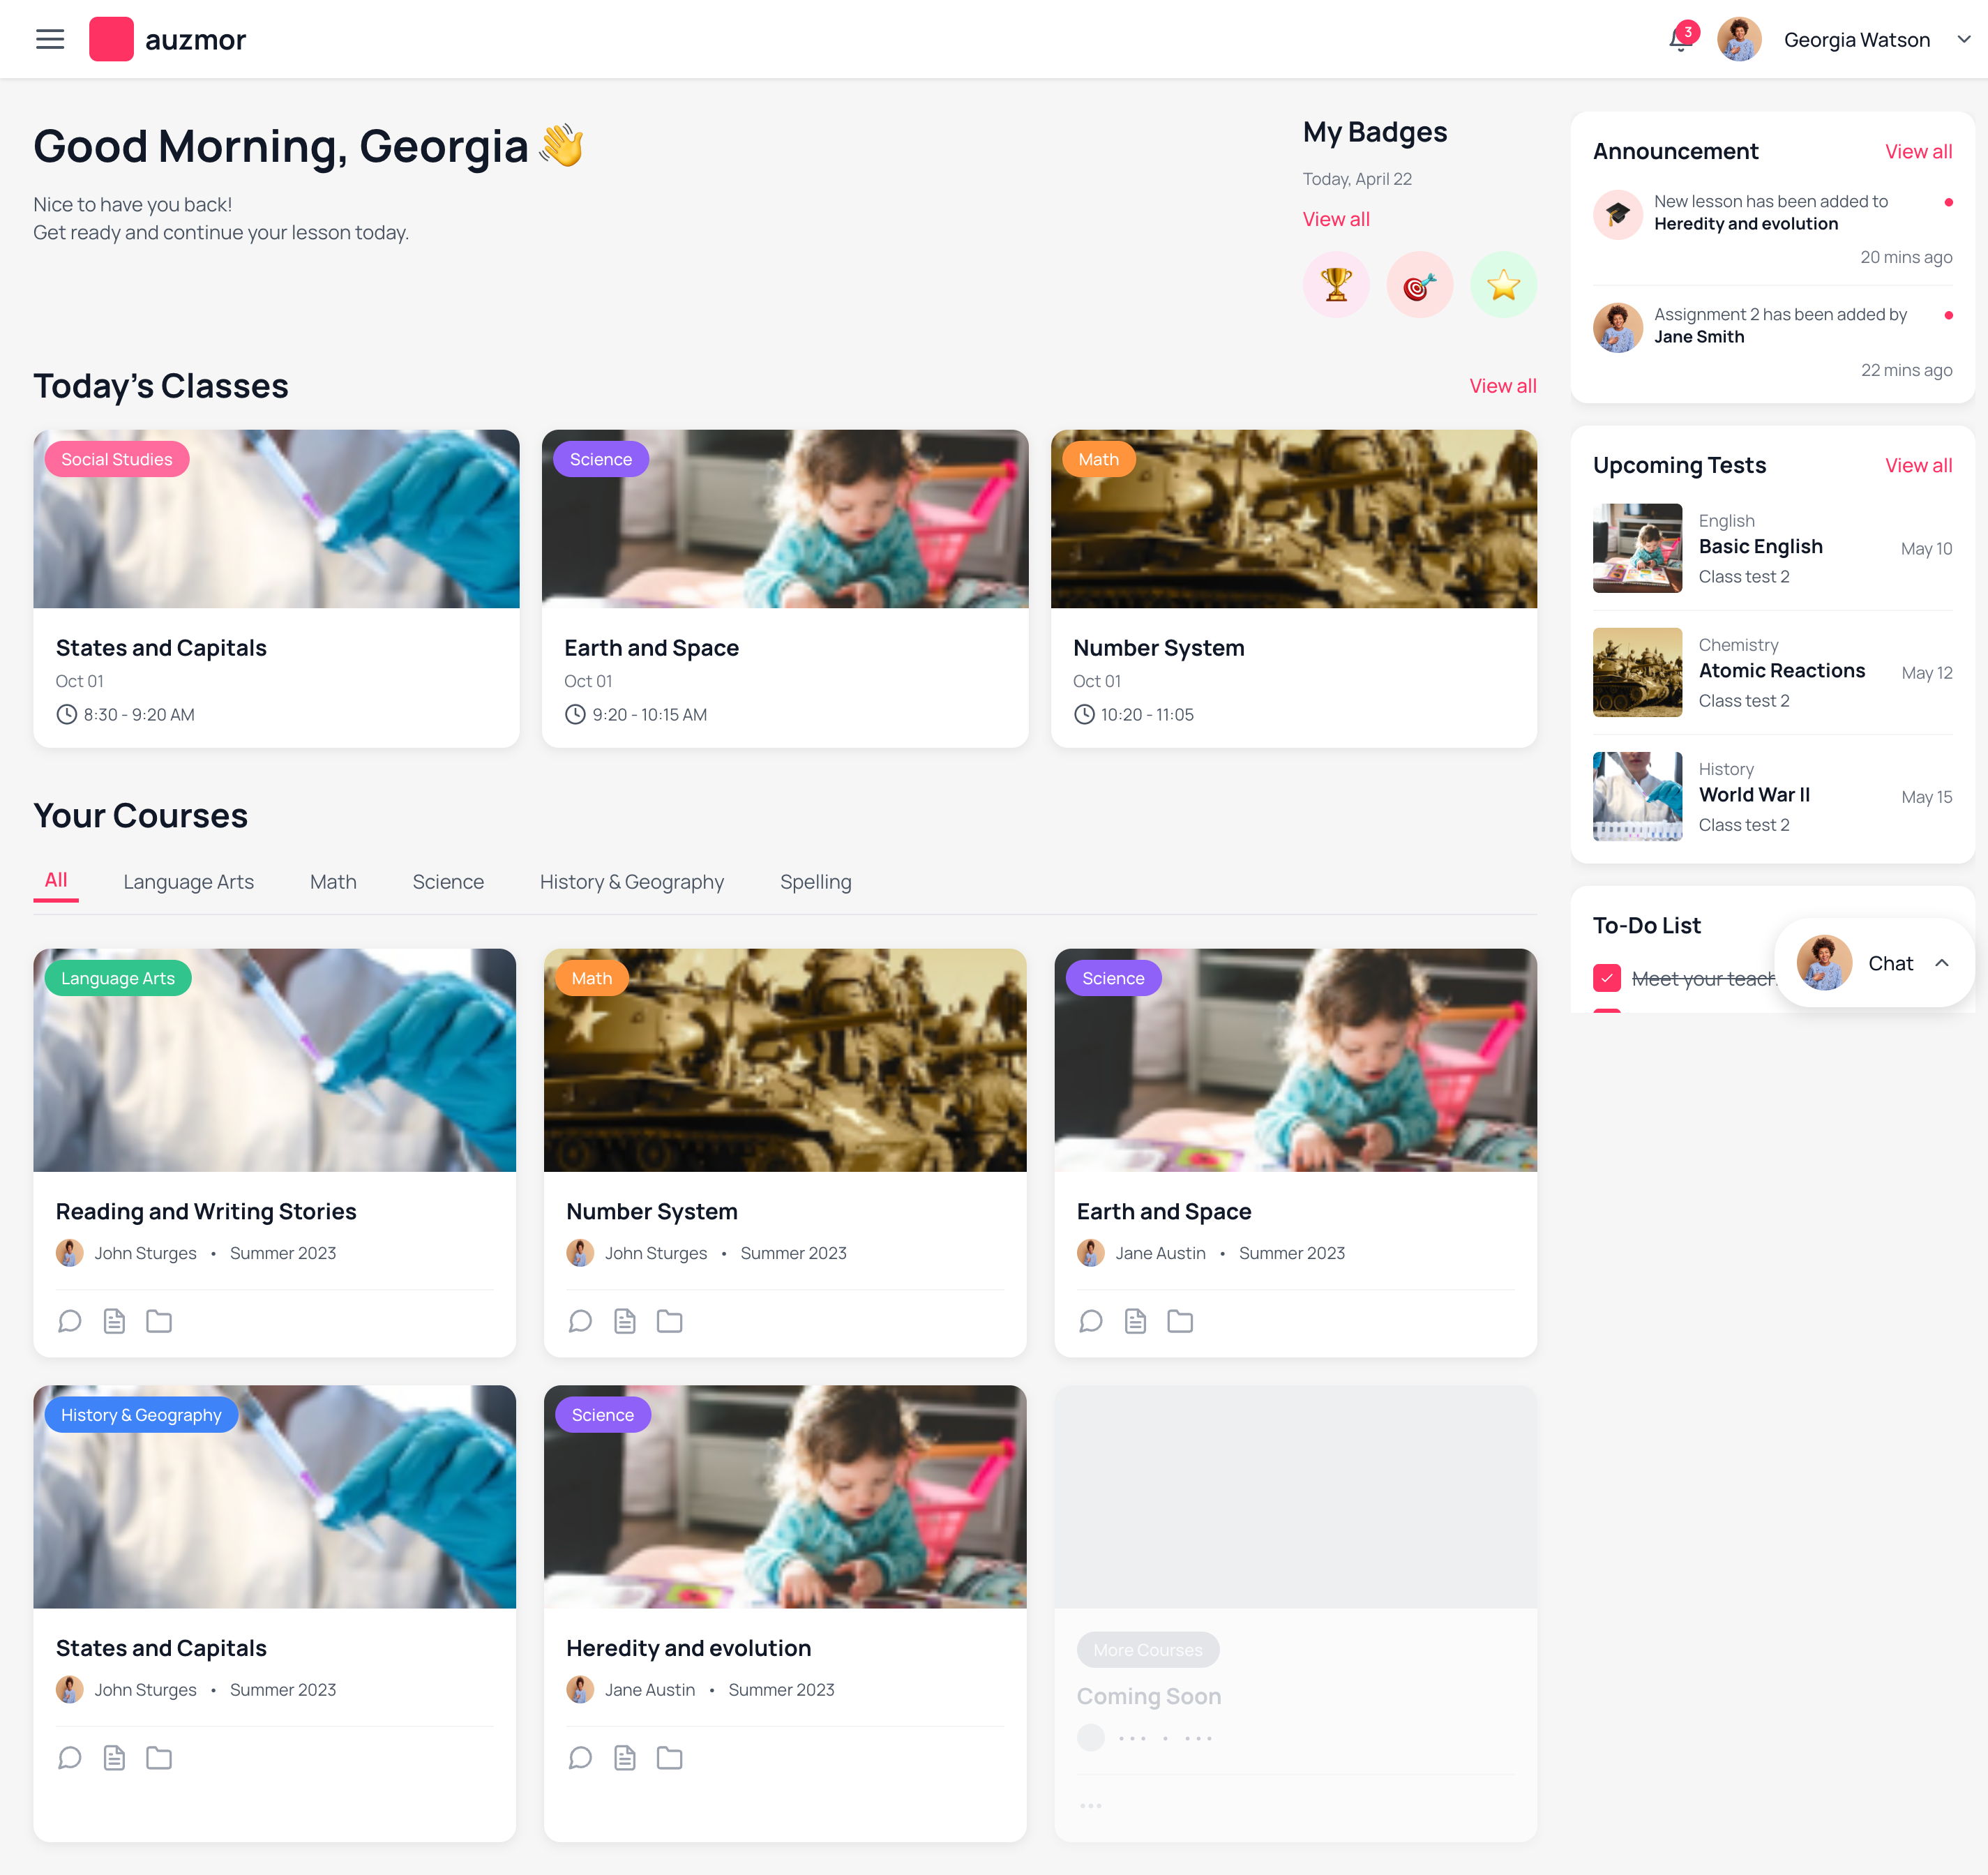 auzmor
3
Georgia Watson
Good Morning, Georgia
Nice to have you back!
Get ready and continue your lesson today.
My Badges
Today, April 22
View all
Today’s Classes
View all
Social Studies
States and Capitals
Oct 01
8:30 - 9:20 AM
Science
Earth and Space
Oct 01
9:20 - 10:15 AM
Math
Number System
Oct 01
10:20 - 11:05
Your Courses
All
Language Arts
Math
Science
History & Geography
Spelling
Language Arts
Reading and Writing Stories
John Sturges • Summer 2023
Math
Number System
John Sturges • Summer 2023
Science
Earth and Space
Jane Austin • Summer 2023
History & Geography
States and Capitals
John Sturges • Summer 2023
Science
Heredity and evolution
Jane Austin • Summer 2023
More Courses
Coming Soon
... • ...
...
Announcement
View all
New lesson has been added to
Heredity and evolution
20 mins ago
Assignment 2 has been added by
Jane Smith
22 mins ago
Upcoming Tests
View all
English
Basic English
Class test 2
May 10
Chemistry
Atomic Reactions
Class test 2
May 12
History
World War II
Class test 2
May 15
To-Do List
Meet your
Chat